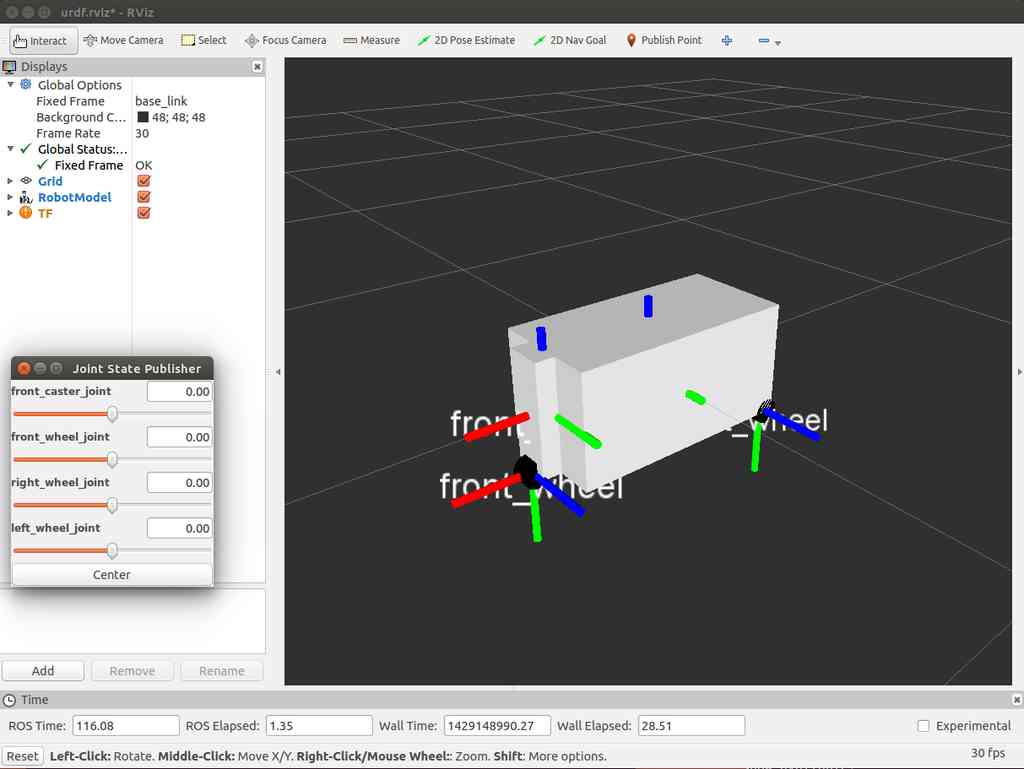 urdf.rviz* - RViz
Interact Move Camera Select Focus Camera Measure 2D Pose Estimate 2D Nav Goal Publish Point
Displays
Global Options
Fixed Frame base_link
Background C... 48; 48; 48
Frame Rate 30
Global Status:...
Fixed Frame OK
Grid
RobotModel
TF
Joint State Publisher
front_caster_joint 0.00
front_wheel_joint 0.00
right_wheel_joint 0.00
left_wheel_joint 0.00
Center
front_
front_wheel
t_wheel
Add Remove Rename
Time
ROS Time: 116.08 ROS Elapsed: 1.35 Wall Time: 1429148990.27 Wall Elapsed: 28.51 Experimental
Reset Left-Click: Rotate. Middle-Click: Move X/Y. Right-Click/Mouse Wheel:: Zoom. Shift: More options. 30 fps